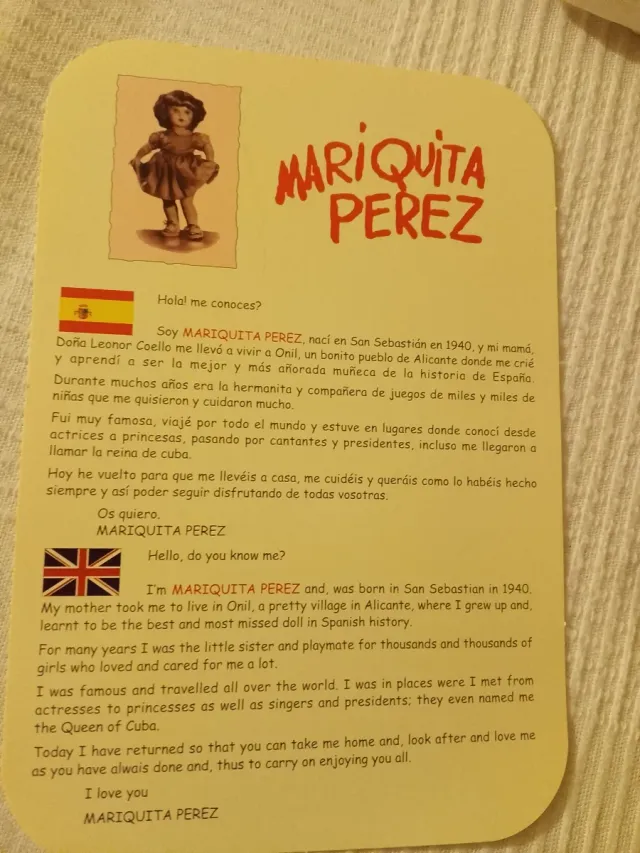 MARiQUiTA
PEREZ
Hola! me conoces?
Soy MARIQUITA PEREZ, nací en San Sebastián en 1940, y mi mamá,
Doña Leonor Coello me llevó a vivir a Onil, un bonito pueblo de Alicante donde me crié
y aprendí a ser la mejor y más añorada muñeca de la historia de España.
Durante muchos años era la hermanita y compañera de juegos de miles y miles de
niñas que me quisieron y cuidaron mucho.
Fui muy famosa, viajé por todo el mundo y estuve en lugares donde conocí desde
actrices a princesas, pasando por cantantes y presidentes, incluso me llegaron a
llamar la reina de cuba.
Hoy he vuelto para que me llevéis a casa, me cuidéis y queráis como lo habéis hecho
siempre y así poder seguir disfrutando de todas vosotras.
Os quiero.
MARIQUITA PEREZ
Hello, do you know me?
I'm MARIQUITA PEREZ and, was born in San Sebastian in 1940.
My mother took me to live in Onil, a pretty village in Alicante, where I grew up and,
learnt to be the best and most missed doll in Spanish history.
For many years I was the little sister and playmate for thousands and thousands of
girls who loved and cared for me a lot.
I was famous and travelled all over the world. I was in places were I met from
actresses to princesses as well as singers and presidents; they even named me
the Queen of Cuba.
Today I have returned so that you can take me home and, look after and love me
as you have alwais done and, thus to carry on enjoying you all.
I love you
MARIQUITA PEREZ